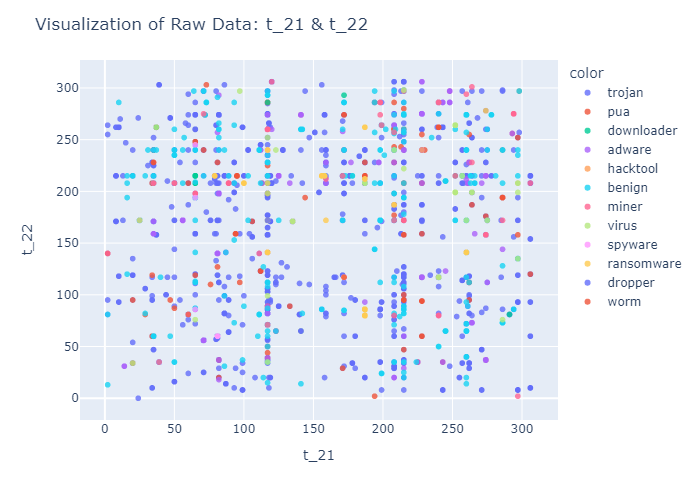 Visualization of Raw Data: t_21 & t_22
color
trojan
pua
downloader
adware
hacktool
benign
miner
virus
spyware
ransomware
dropper
worm
t_22
300
250
200
150
100
50
0
0 50 100 150 200 250 300
t_21